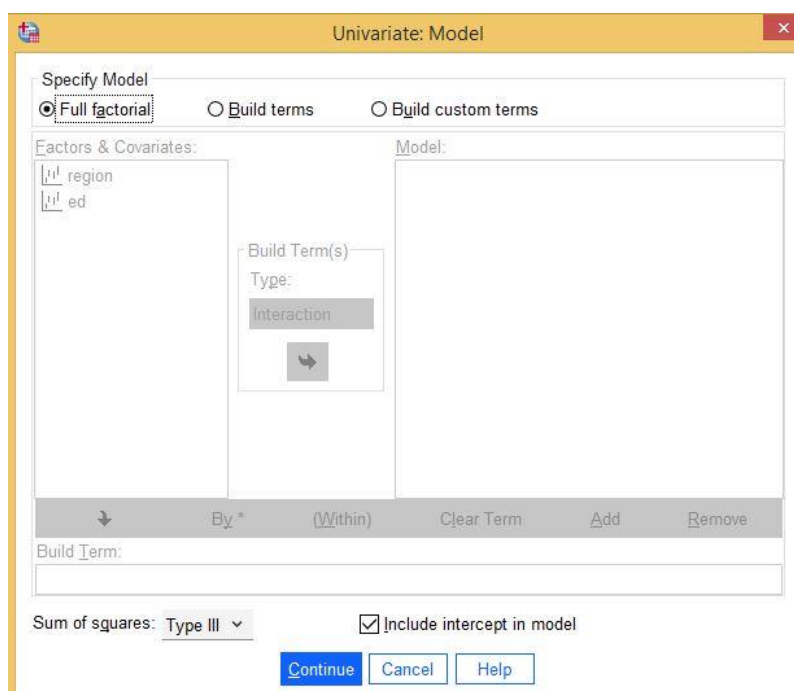 Univariate: Model
Specify Model
Full factorial
Build terms
Build custom terms
Factors & Covariates:
Model:
region
ed
Build Term(s)
Type:
Interaction
By *
(Within)
Clear Term
Add
Remove
Build Term:
Sum of squares: Type III
Include intercept in model
Continue
Cancel
Help